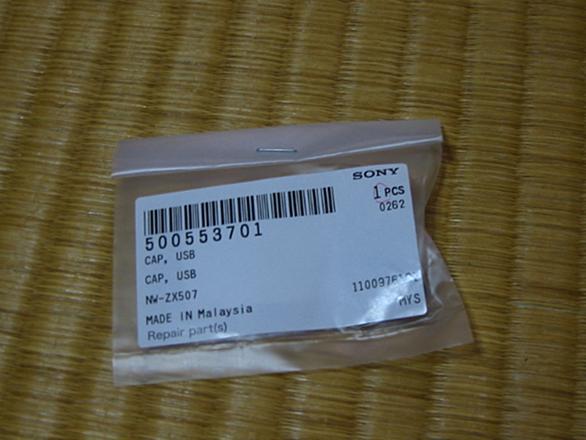 SONY
1 PCS
0262
500553701
CAP, USB
CAP, USB
NW-ZX507
MADE IN Malaysia
MYS
Repair part(s)